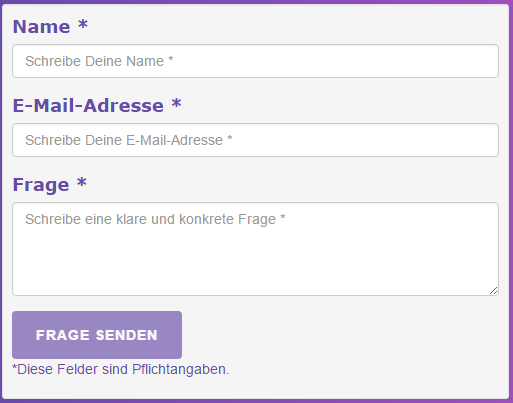 Name *
Schreibe Deine Name *
E-Mail-Adresse *
Schreibe Deine E-Mail-Adresse *
Frage *
Schreibe eine klare und konkrete Frage *
FRAGE SENDEN
*Diese Felder sind Pflichtangaben.